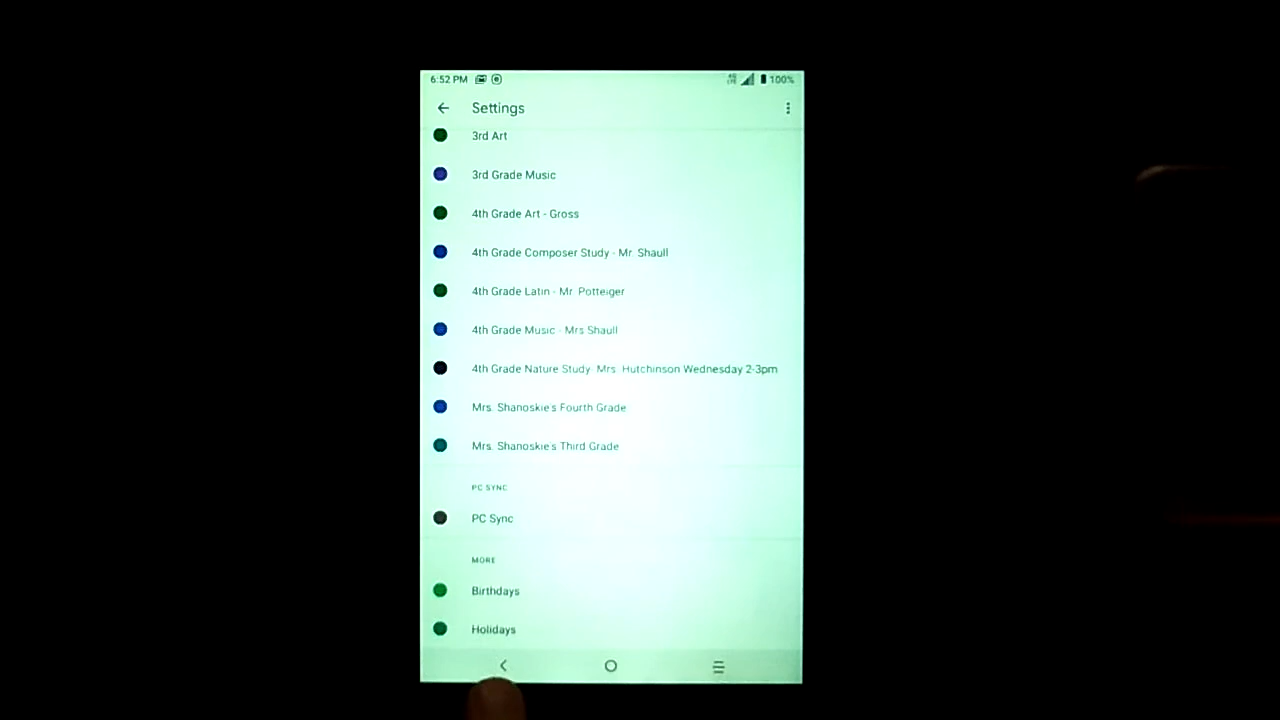 6:52 PM
4G LTE 100%
Settings
3rd Art
3rd Grade Music
4th Grade Art - Gross
4th Grade Composer Study - Mr. Shaull
4th Grade Latin - Mr. Potteiger
4th Grade Music - Mrs Shaull
4th Grade Nature Study Mrs. Hutchinson Wednesday 2-3pm
Mrs. Shanoskie's Fourth Grade
Mrs. Shanoskie's Third Grade
PC SYNC
PC Sync
MORE
Birthdays
Holidays